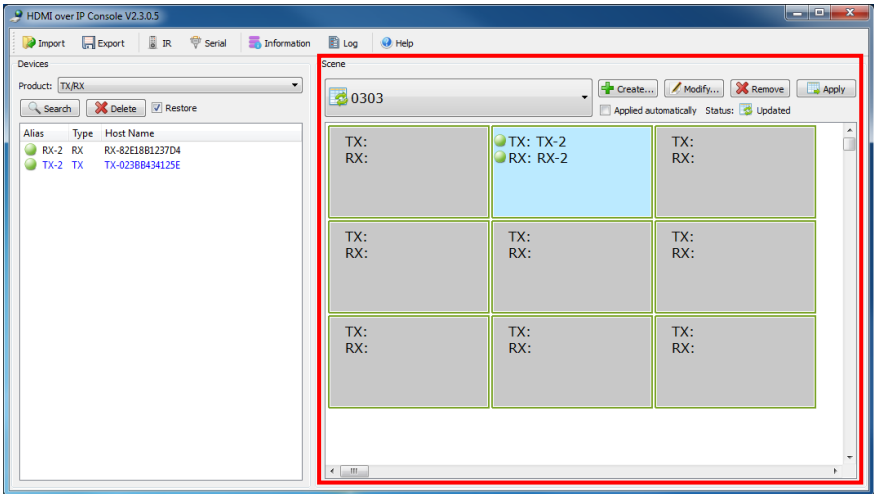 HDMI over IP Console V2.3.0.5
Import Export IR Serial Information Log Help
Devices
Product: TX/RX
Search Delete Restore
Alias Type Host Name
RX-2 RX RX-82E18B1237D4
TX-2 TX TX-023BB434125E
Scene
0303
Create... Modify... Remove Apply
Applied automatically Status: Updated
TX: TX: TX-2 TX:
RX: RX: RX-2 RX:
TX: TX: TX:
RX: RX: RX:
TX: TX: TX:
RX: RX: RX: